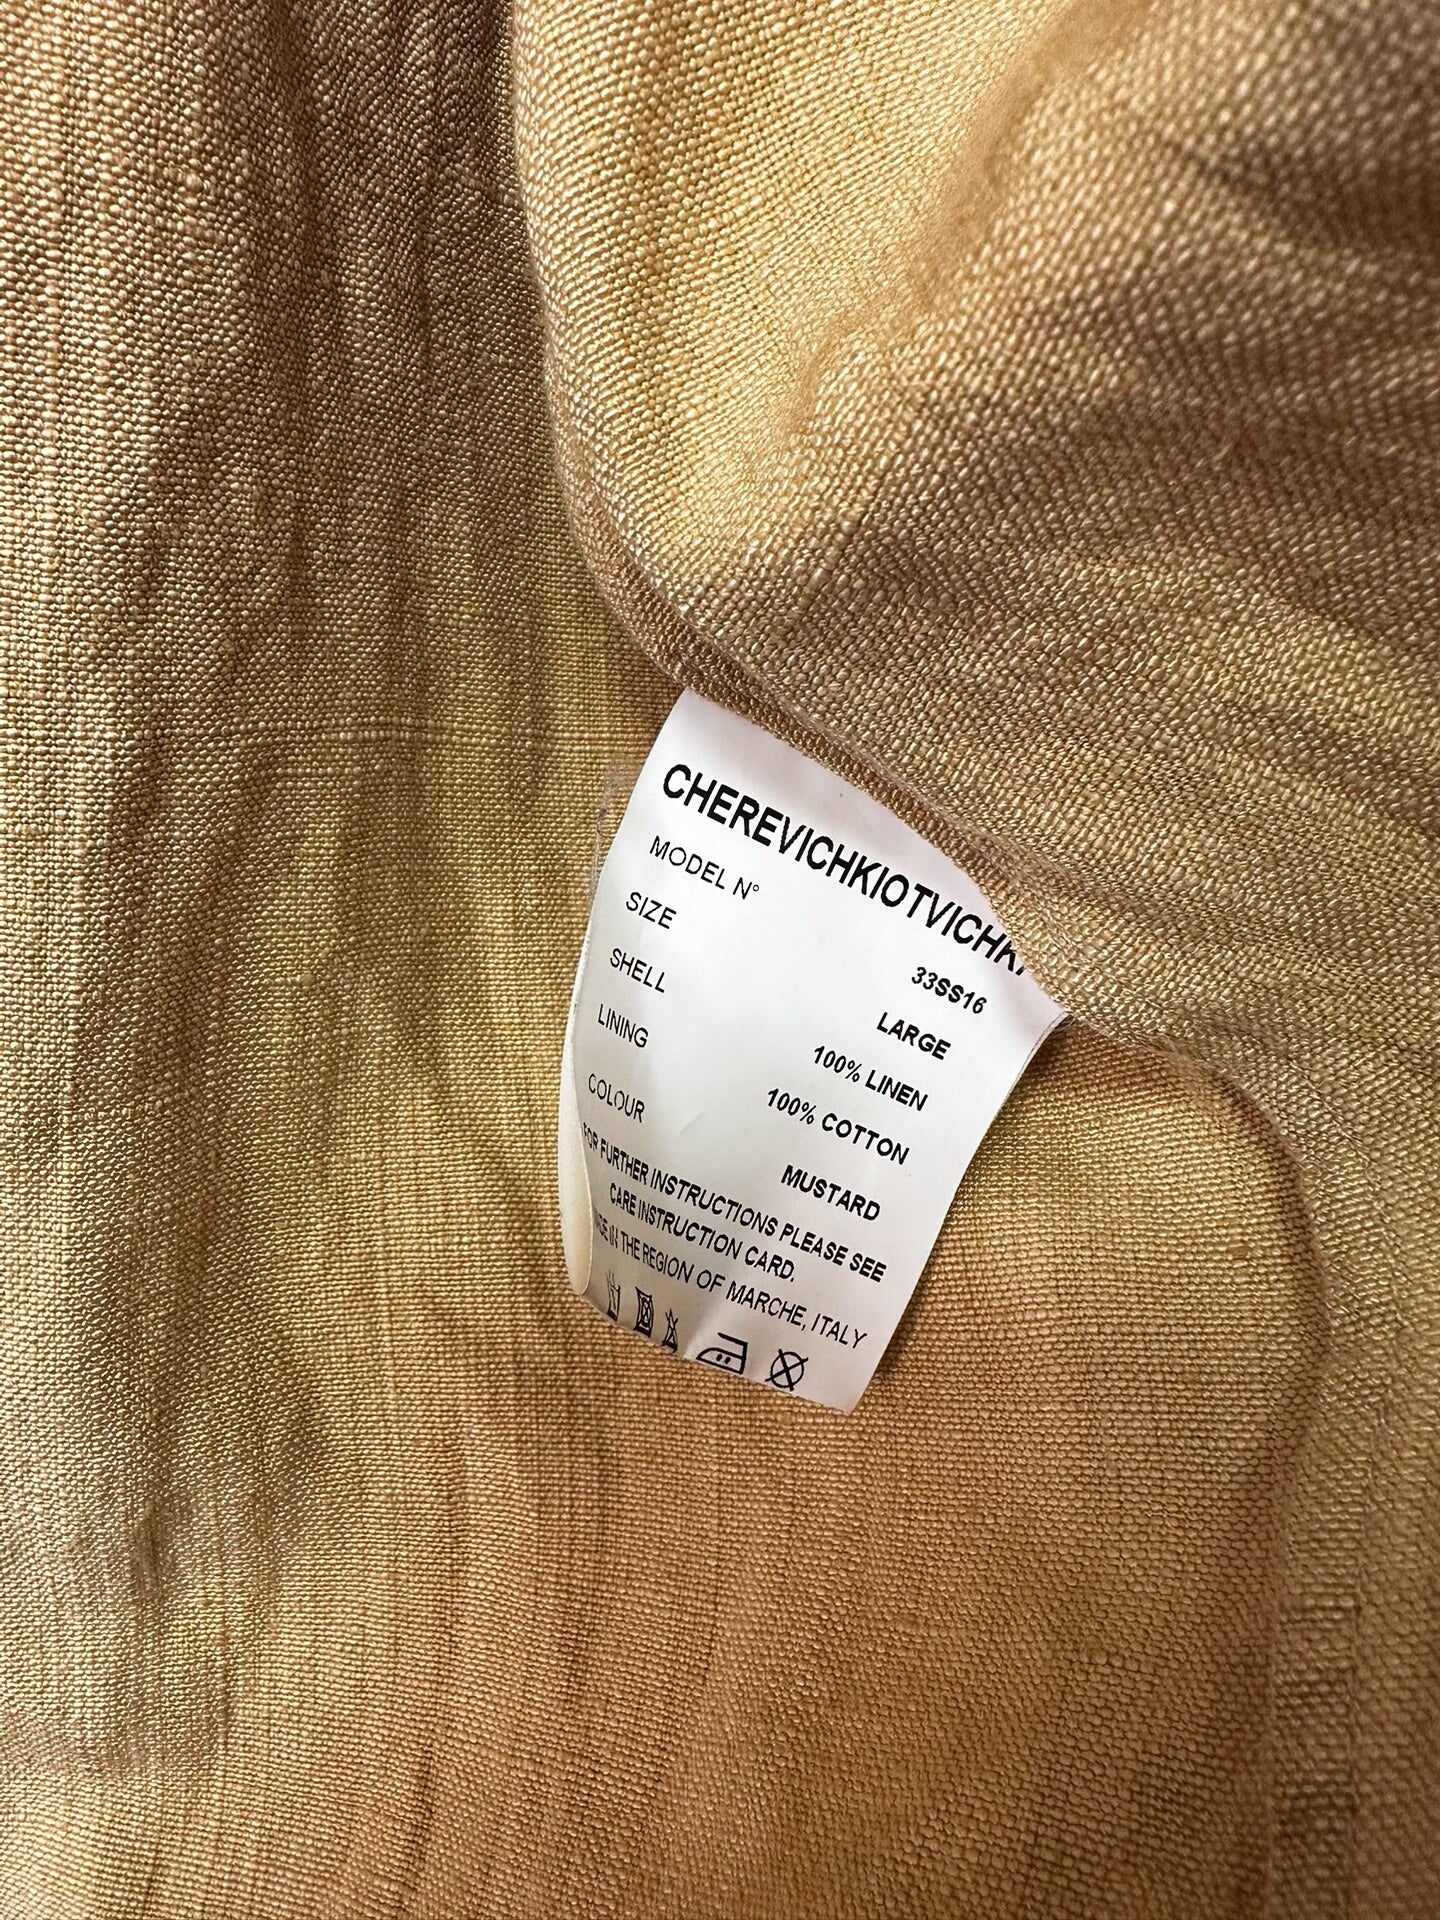 CHEREVICHKIOTVICHK
MODEL N° 33SS16
SIZE LARGE
SHELL 100% LINEN
LINING 100% COTTON
COLOUR MUSTARD
FOR FURTHER INSTRUCTIONS PLEASE SEE
CARE INSTRUCTION CARD.
IN THE REGION OF MARCHE, ITALY